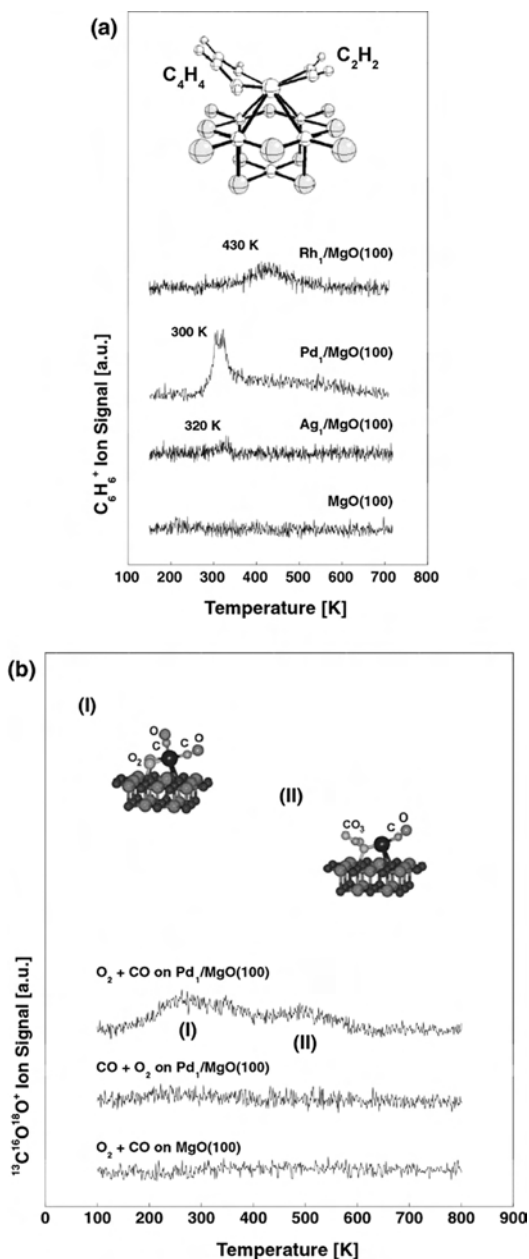 (a)
C₂H₂
C₄H₄
430 K
Rh₁/MgO(100)
300 K
Pd₁/MgO(100)
320 K
Ag₁/MgO(100)
MgO(100)
C₆H₆⁺ Ion Signal [a.u.]
100 200 300 400 500 600 700 800
Temperature [K]
(b)
(I)
O
C C O
O₂
(II)
CO₃ C O
O₂ + CO on Pd₁/MgO(100)
(I) (II)
CO + O₂ on Pd₁/MgO(100)
O₂ + CO on MgO(100)
¹³C¹⁶O¹⁸O⁺ Ion Signal [a.u.]
0 100 200 300 400 500 600 700 800 900
Temperature [K]